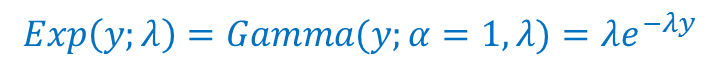 Exp(y; λ) = Gamma(y; α = 1, λ) = λe^{−λy}